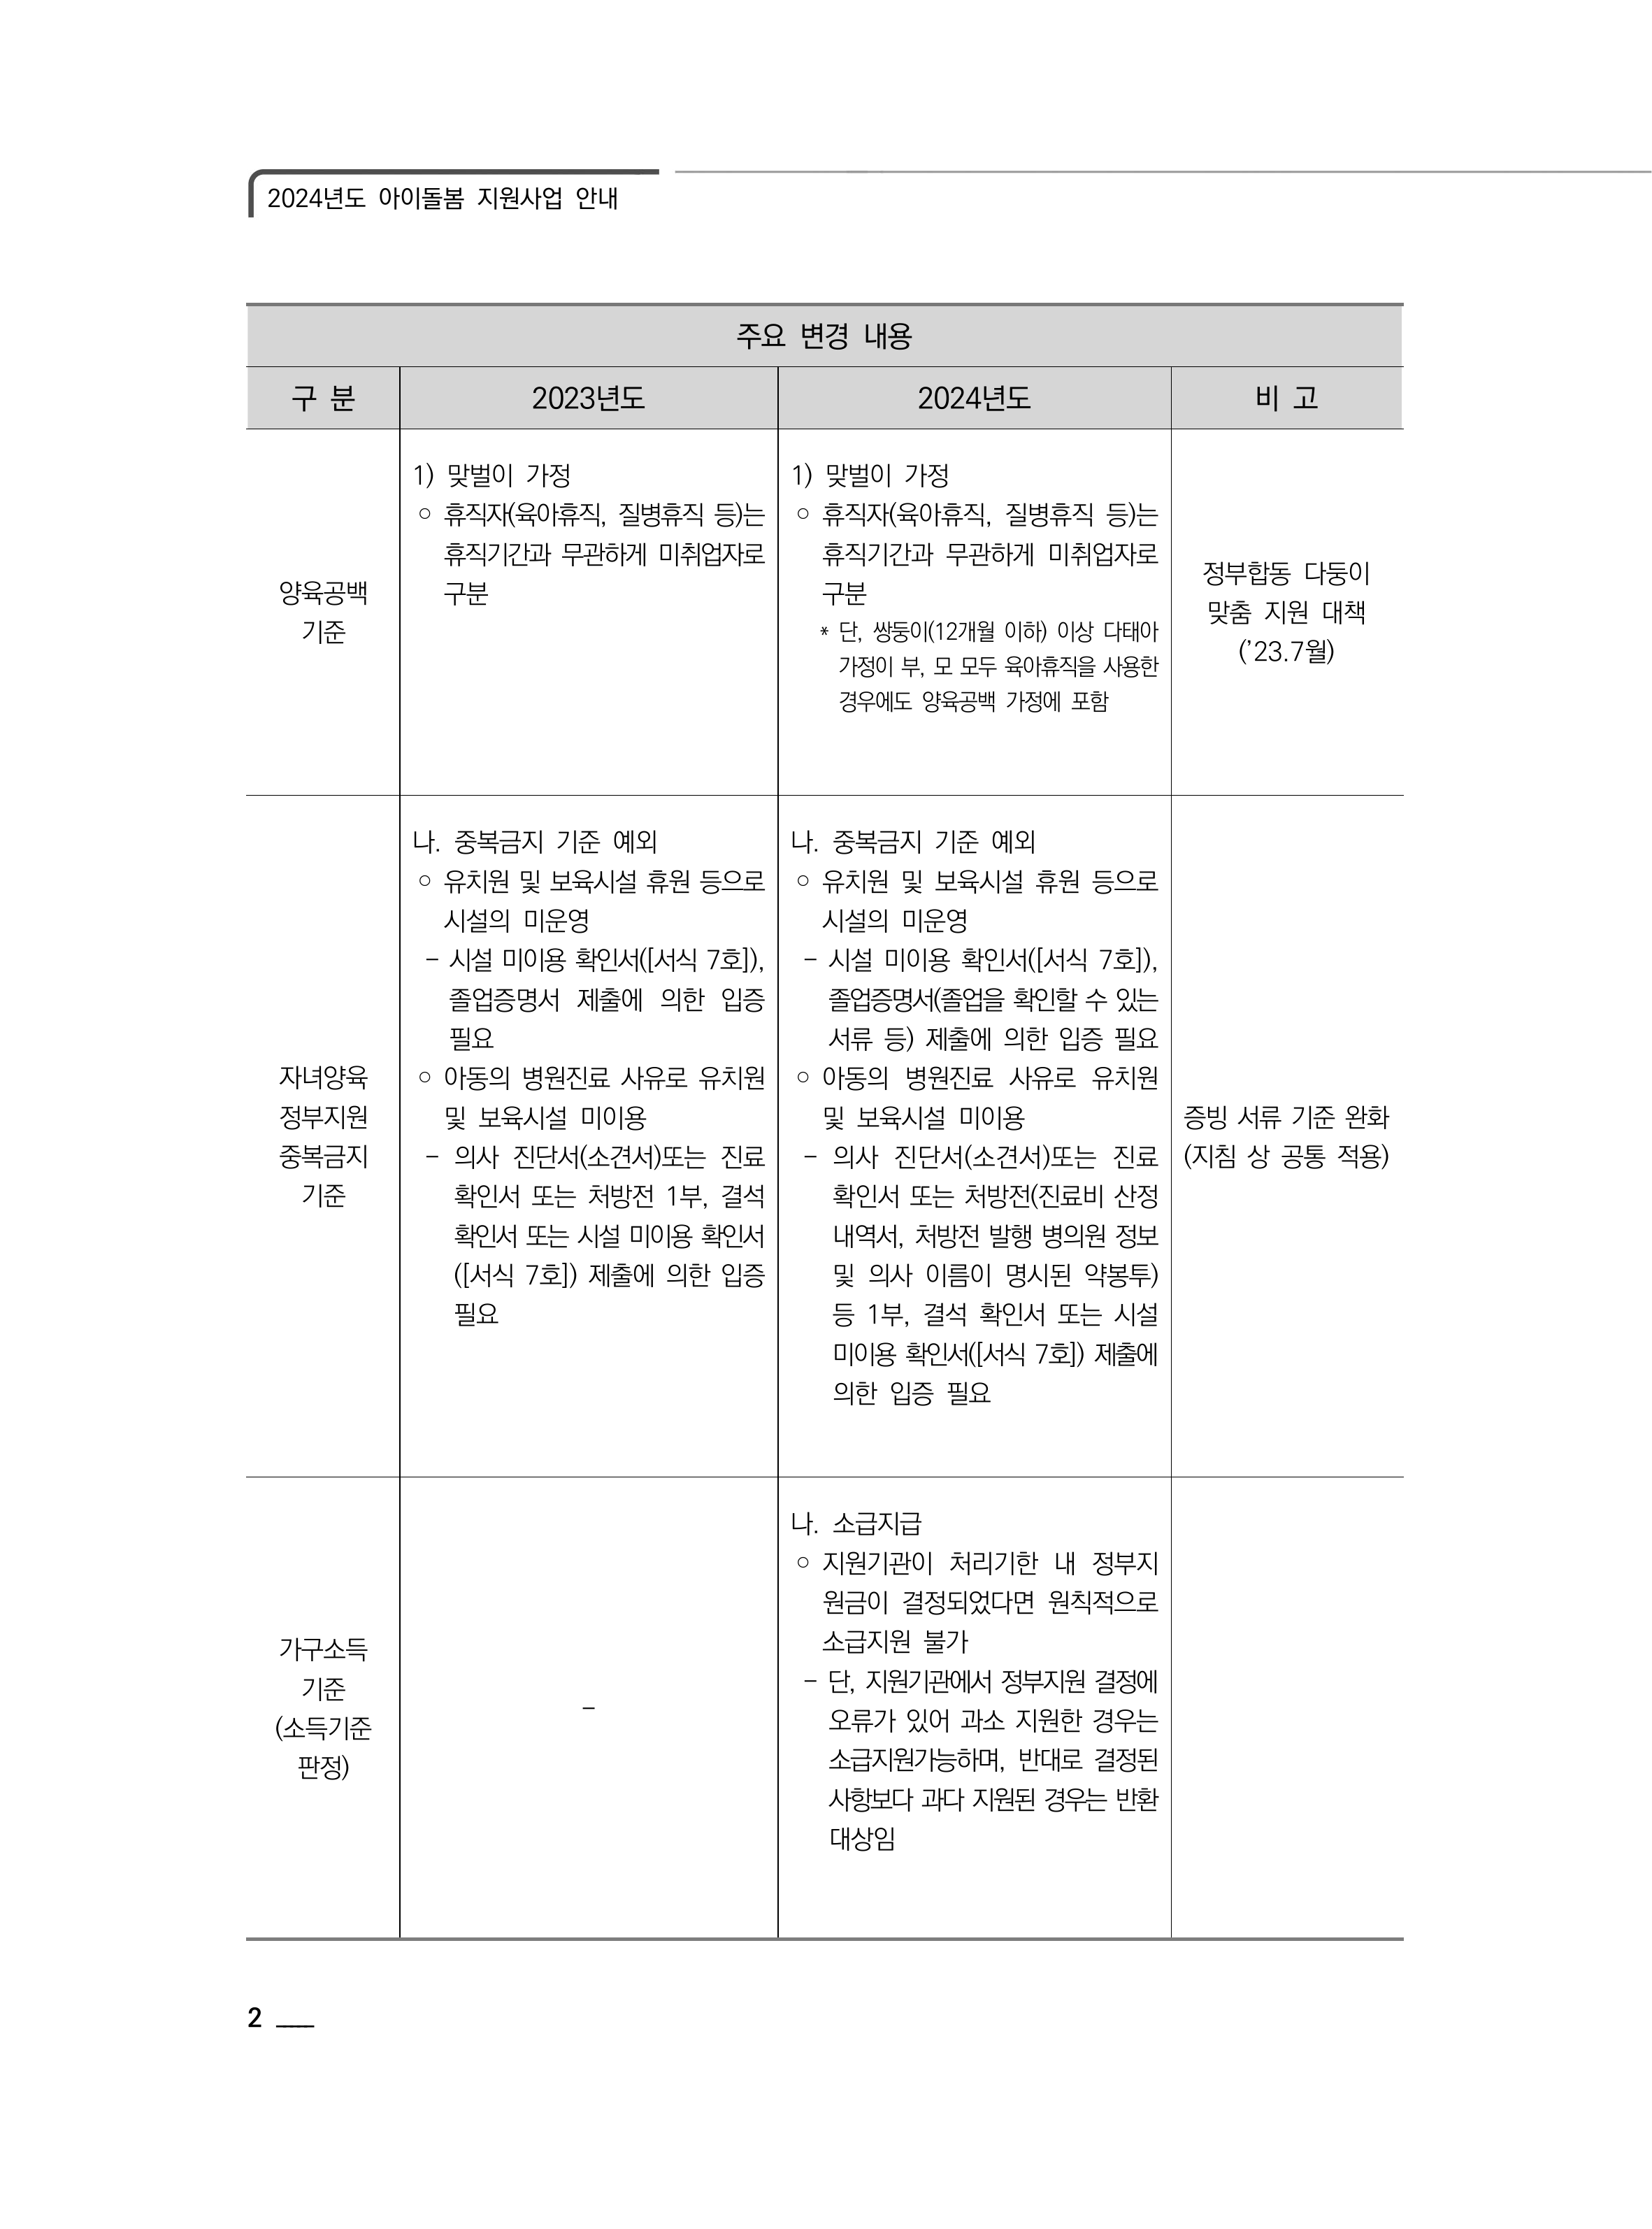 2024년도 아이돌봄 지원사업 안내
주요 변경 내용
구 분
2023년도
2024년도
비 고
양육공백
기준
1) 맞벌이 가정
○ 휴직자(육아휴직, 질병휴직 등)는
휴직기간과 무관하게 미취업자로
구분
1) 맞벌이 가정
○ 휴직자(육아휴직, 질병휴직 등)는
휴직기간과 무관하게 미취업자로
구분
* 단, 쌍둥이(12개월 이하) 이상 다태아
가정이 부, 모 모두 육아휴직을 사용한
경우에도 양육공백 가정에 포함
정부합동 다둥이
맞춤 지원 대책
(’23.7월)
자녀양육
정부지원
중복금지
기준
나. 중복금지 기준 예외
○ 유치원 및 보육시설 휴원 등으로
시설의 미운영
- 시설 미이용 확인서([서식 7호]),
졸업증명서 제출에 의한 입증
필요
○ 아동의 병원진료 사유로 유치원
및 보육시설 미이용
- 의사 진단서(소견서)또는 진료
확인서 또는 처방전 1부, 결석
확인서 또는 시설 미이용 확인서
([서식 7호]) 제출에 의한 입증
필요
나. 중복금지 기준 예외
○ 유치원 및 보육시설 휴원 등으로
시설의 미운영
- 시설 미이용 확인서([서식 7호]),
졸업증명서(졸업을 확인할 수 있는
서류 등) 제출에 의한 입증 필요
○ 아동의 병원진료 사유로 유치원
및 보육시설 미이용
- 의사 진단서(소견서)또는 진료
확인서 또는 처방전(진료비 산정
내역서, 처방전 발행 병의원 정보
및 의사 이름이 명시된 약봉투)
등 1부, 결석 확인서 또는 시설
미이용 확인서([서식 7호]) 제출에
의한 입증 필요
증빙 서류 기준 완화
(지침 상 공통 적용)
가구소득
기준
(소득기준
판정)
-
나. 소급지급
○ 지원기관이 처리기한 내 정부지
원금이 결정되었다면 원칙적으로
소급지원 불가
- 단, 지원기관에서 정부지원 결정에
오류가 있어 과소 지원한 경우는
소급지원가능하며, 반대로 결정된
사항보다 과다 지원된 경우는 반환
대상임
2